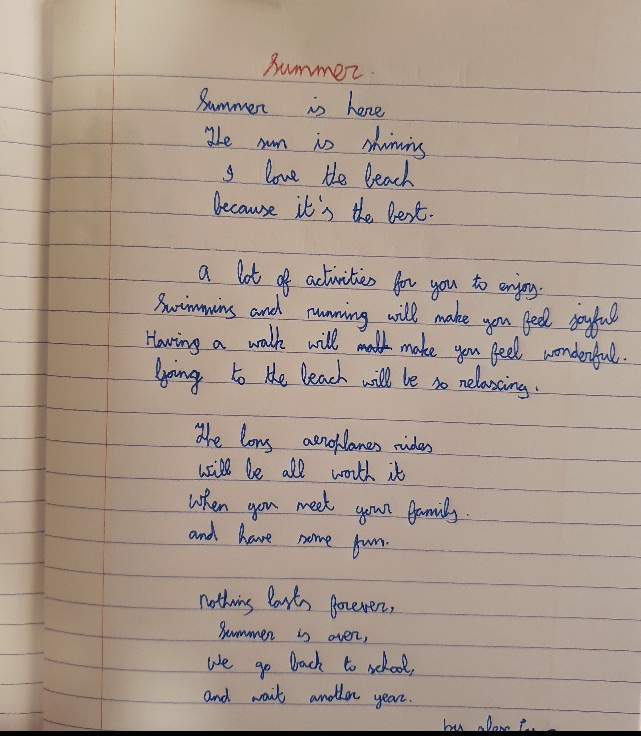 Summer.
Summer is here
The sun is shining
I love the beach
because it's the best.
A lot of activities for you to enjoy.
Swimming and running will make you feel joyful
Having a walk will make you feel wonderful.
Going to the beach will be so relaxing.
The long aeroplanes rides
will be all worth it
when you meet your family.
and have some fun.
Nothing lasts forever,
Summer is over,
We go back to school,
and wait another year.
by